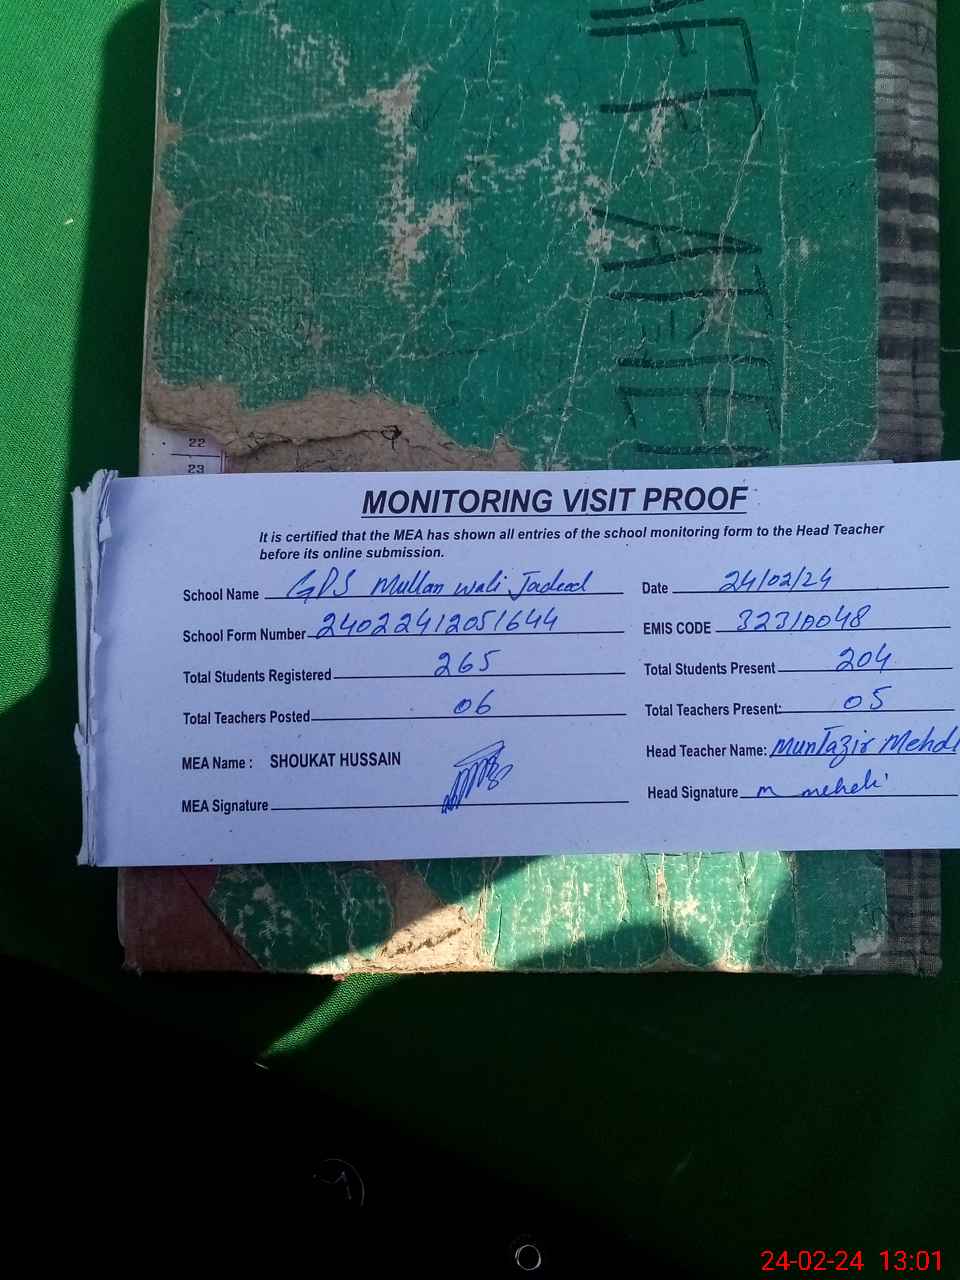 22
23
MONITORING VISIT PROOF
It is certified that the MEA has shown all entries of the school monitoring form to the Head Teacher
before its online submission.
School Name GPS Mullan wali Jadeed Date 24/02/24
School Form Number 24022412051644 EMIS CODE 32310048
Total Students Registered 265 Total Students Present 204
Total Teachers Posted 06 Total Teachers Present: 05
MEA Name : SHOUKAT HUSSAIN Head Teacher Name: Muntazir Mehdi
MEA Signature Head Signature m mehdi
24-02-24 13:01